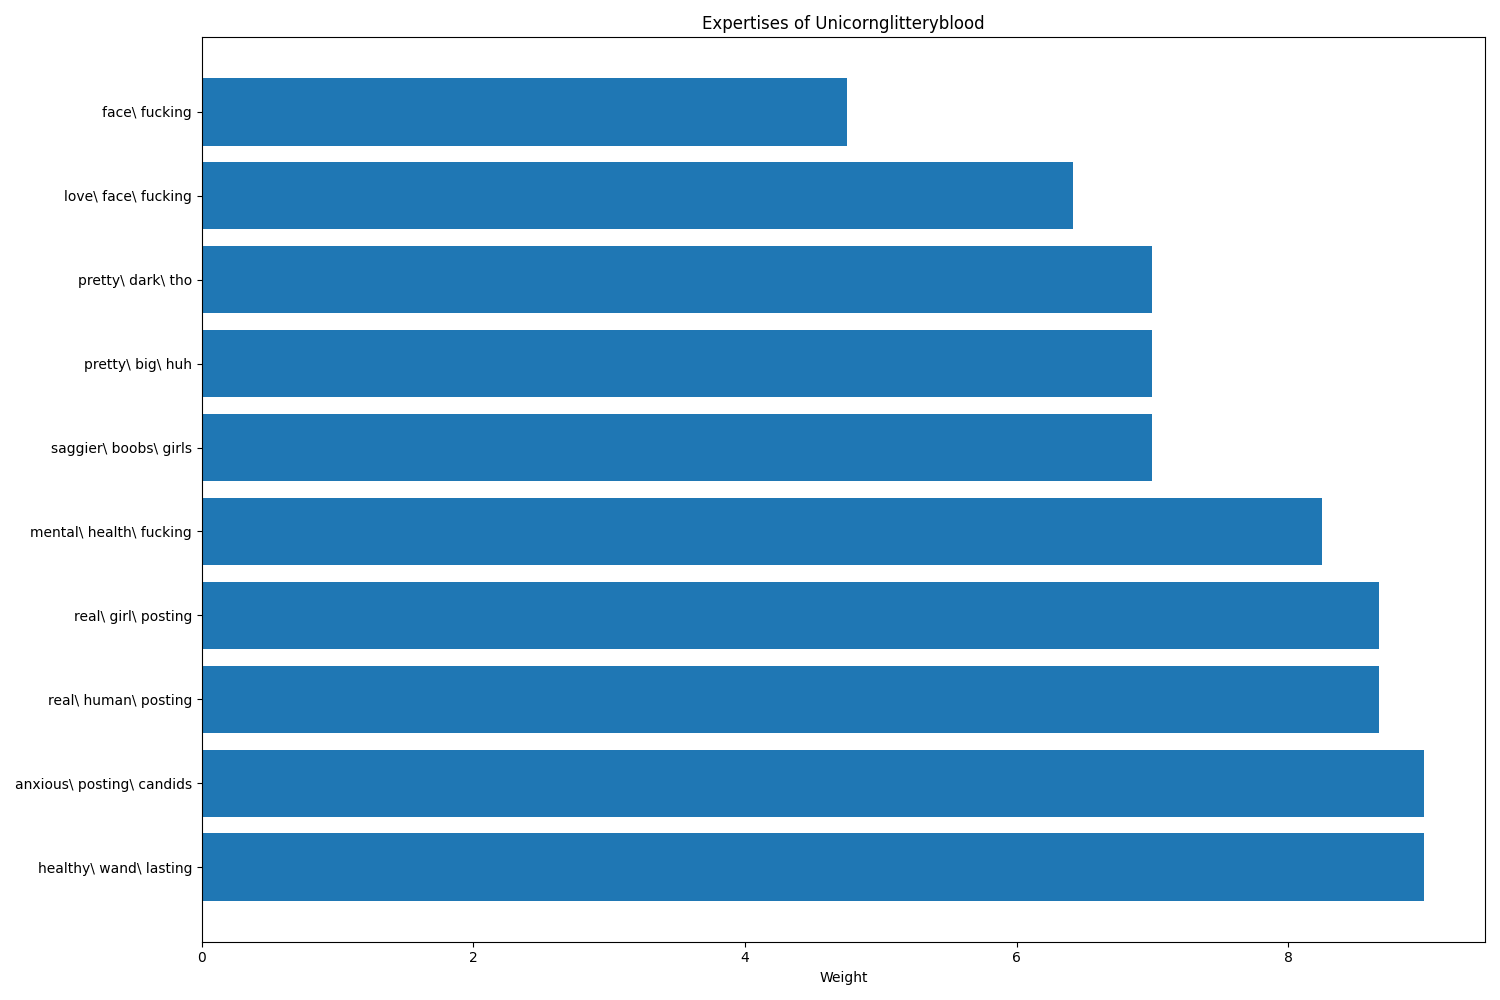 Expertises of Unicornglitteryblood
face\ fucking
love\ face\ fucking
pretty\ dark\ tho
pretty\ big\ huh
saggier\ boobs\ girls
mental\ health\ fucking
real\ girl\ posting
real\ human\ posting
anxious\ posting\ candids
healthy\ wand\ lasting
0 2 4 6 8
Weight